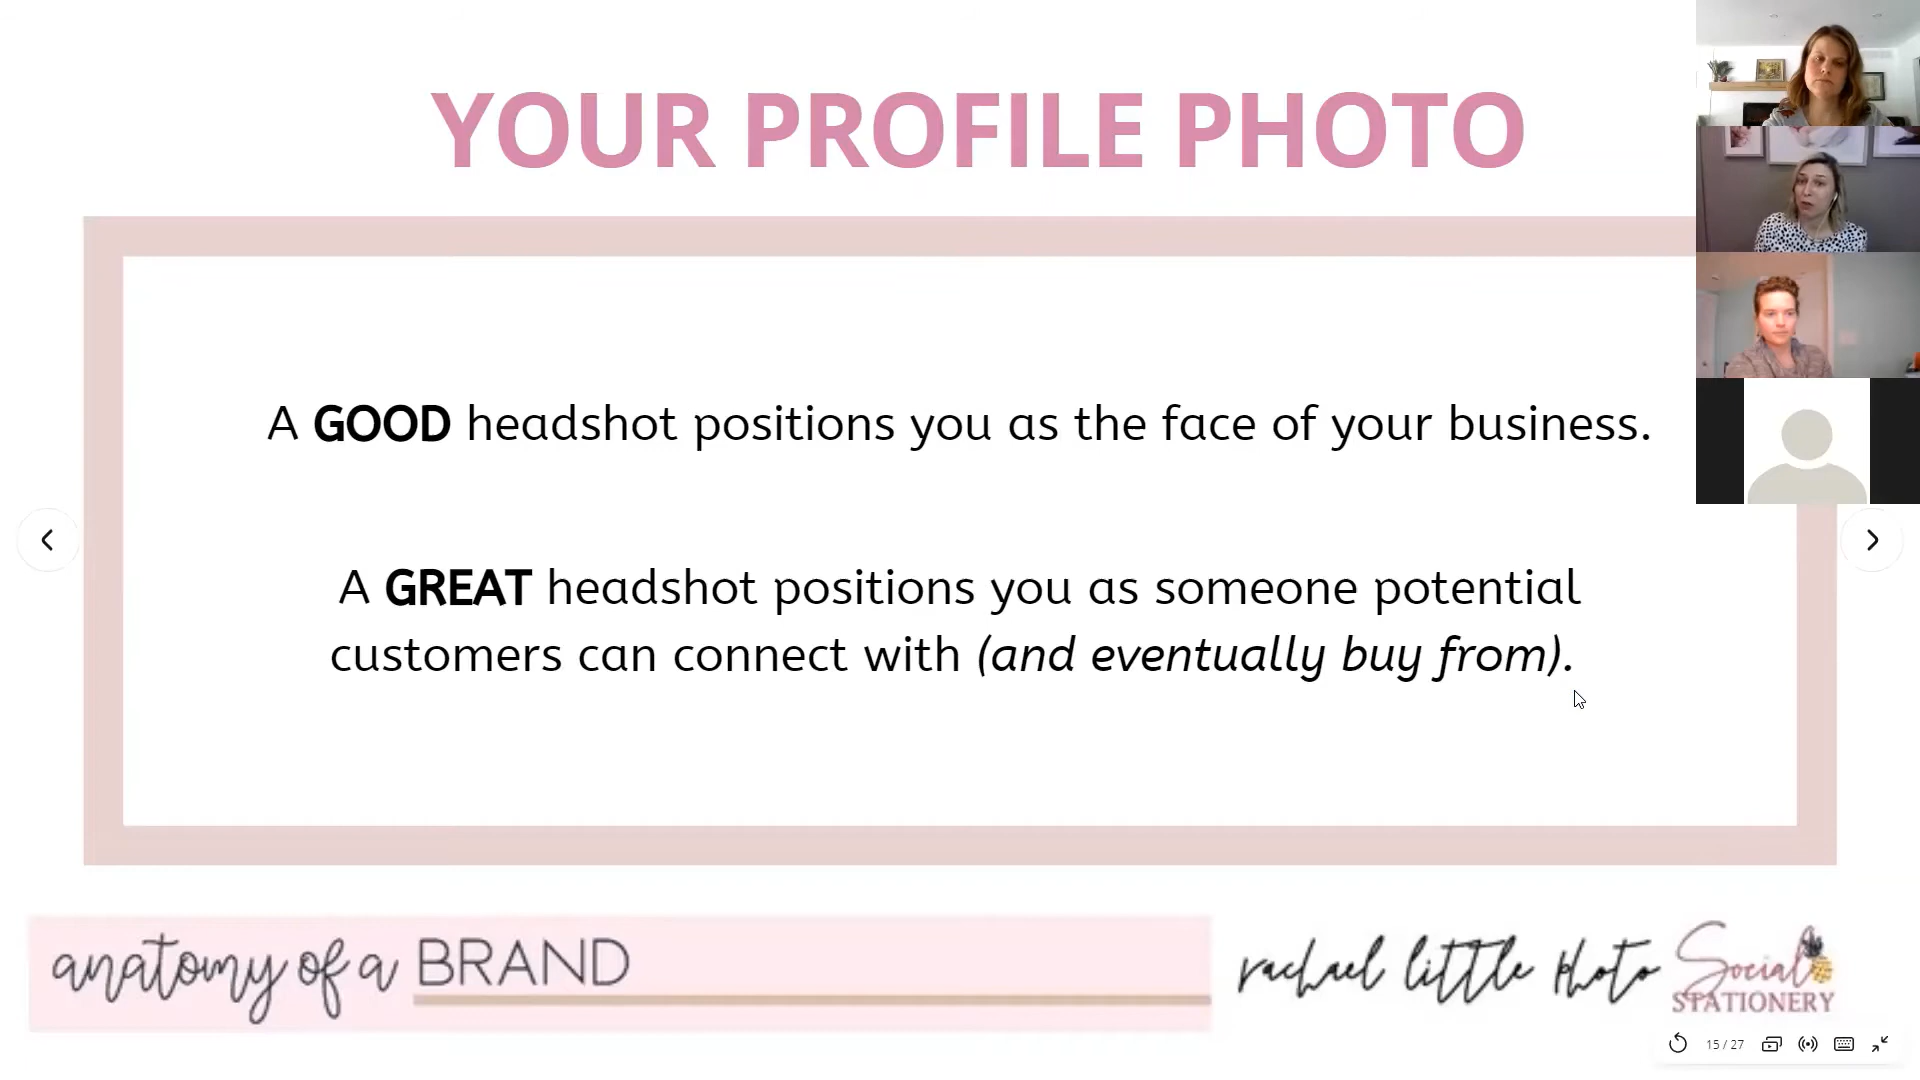 YOUR PROFILE PHOTO
A GOOD headshot positions you as the face of your business.
A GREAT headshot positions you as someone potential
customers can connect with (and eventually buy from).
anatomy of a BRAND
rachael little photo
Social
STATIONERY
15 / 27